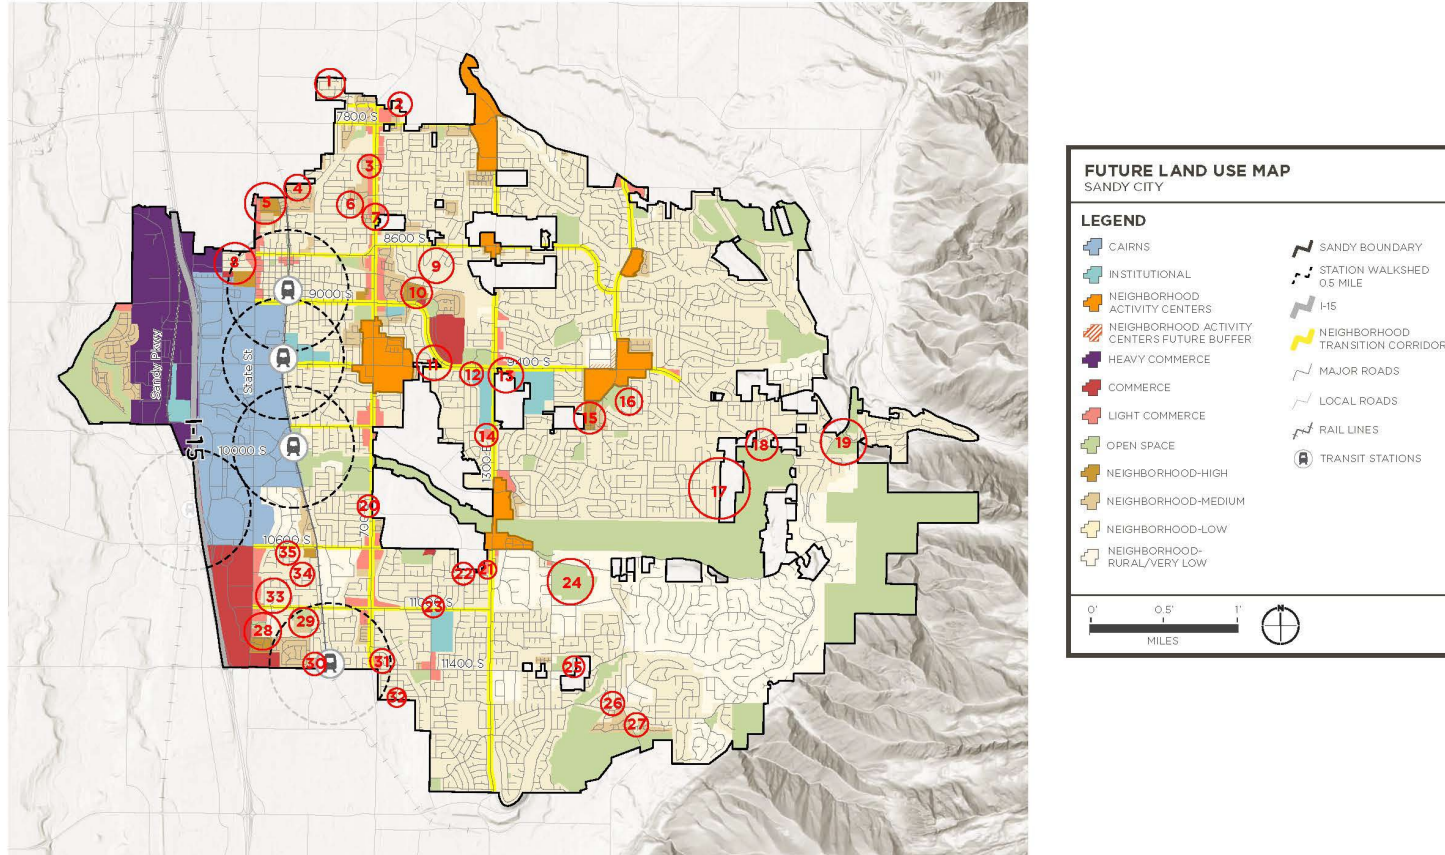 1
2
7800 S
3
4
5
6
7
8600 S
8
9
9000 S
10
Sandy Pkwy
State St
11
12
9400 S
13
15
16
I-15
10000 S
14
1300 E
18
19
17
20
700
10600 S
35
34
22
21
24
33
23
11000 S
28
29
30
31
11400 S
25
32
26
27
FUTURE LAND USE MAP
SANDY CITY
LEGEND
CAIRNS
INSTITUTIONAL
NEIGHBORHOOD
ACTIVITY CENTERS
NEIGHBORHOOD ACTIVITY
CENTERS FUTURE BUFFER
HEAVY COMMERCE
COMMERCE
LIGHT COMMERCE
OPEN SPACE
NEIGHBORHOOD-HIGH
NEIGHBORHOOD-MEDIUM
NEIGHBORHOOD-LOW
NEIGHBORHOOD-
RURAL/VERY LOW
SANDY BOUNDARY
STATION WALKSHED
0.5 MILE
I-15
NEIGHBORHOOD
TRANSITION CORRIDOR
MAJOR ROADS
LOCAL ROADS
RAIL LINES
TRANSIT STATIONS
0' 0.5' 1'
MILES
N